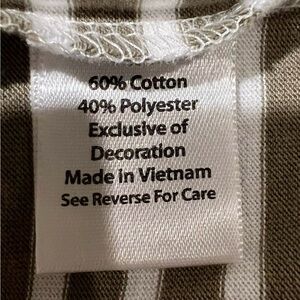 60% Cotton
40% Polyester
Exclusive of
Decoration
Made in Vietnam
See Reverse For Care